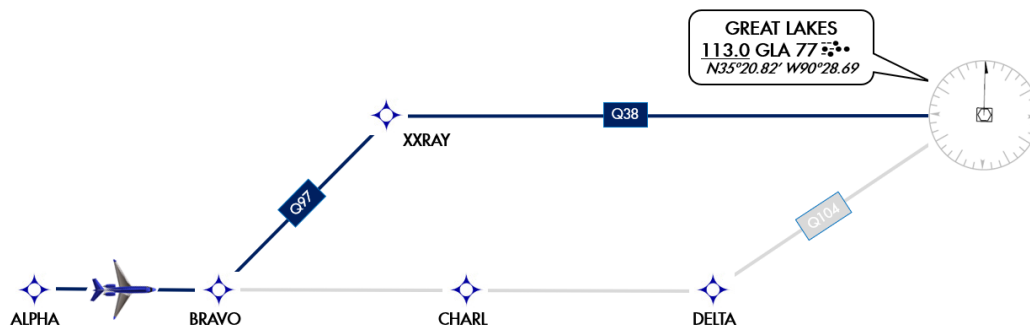 GREAT LAKES
113.0 GLA 77
N35°20.82' W90°28.69
Q38
XXRAY
Q97
Q104
ALPHA
BRAVO
CHARL
DELTA